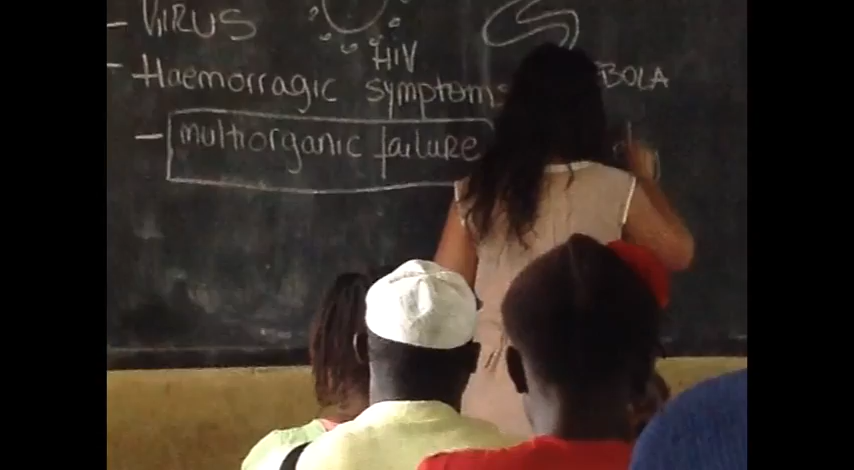 - VIRUS
HIV
- Haemorragic symptoms
BOLA
- multiorganic failure